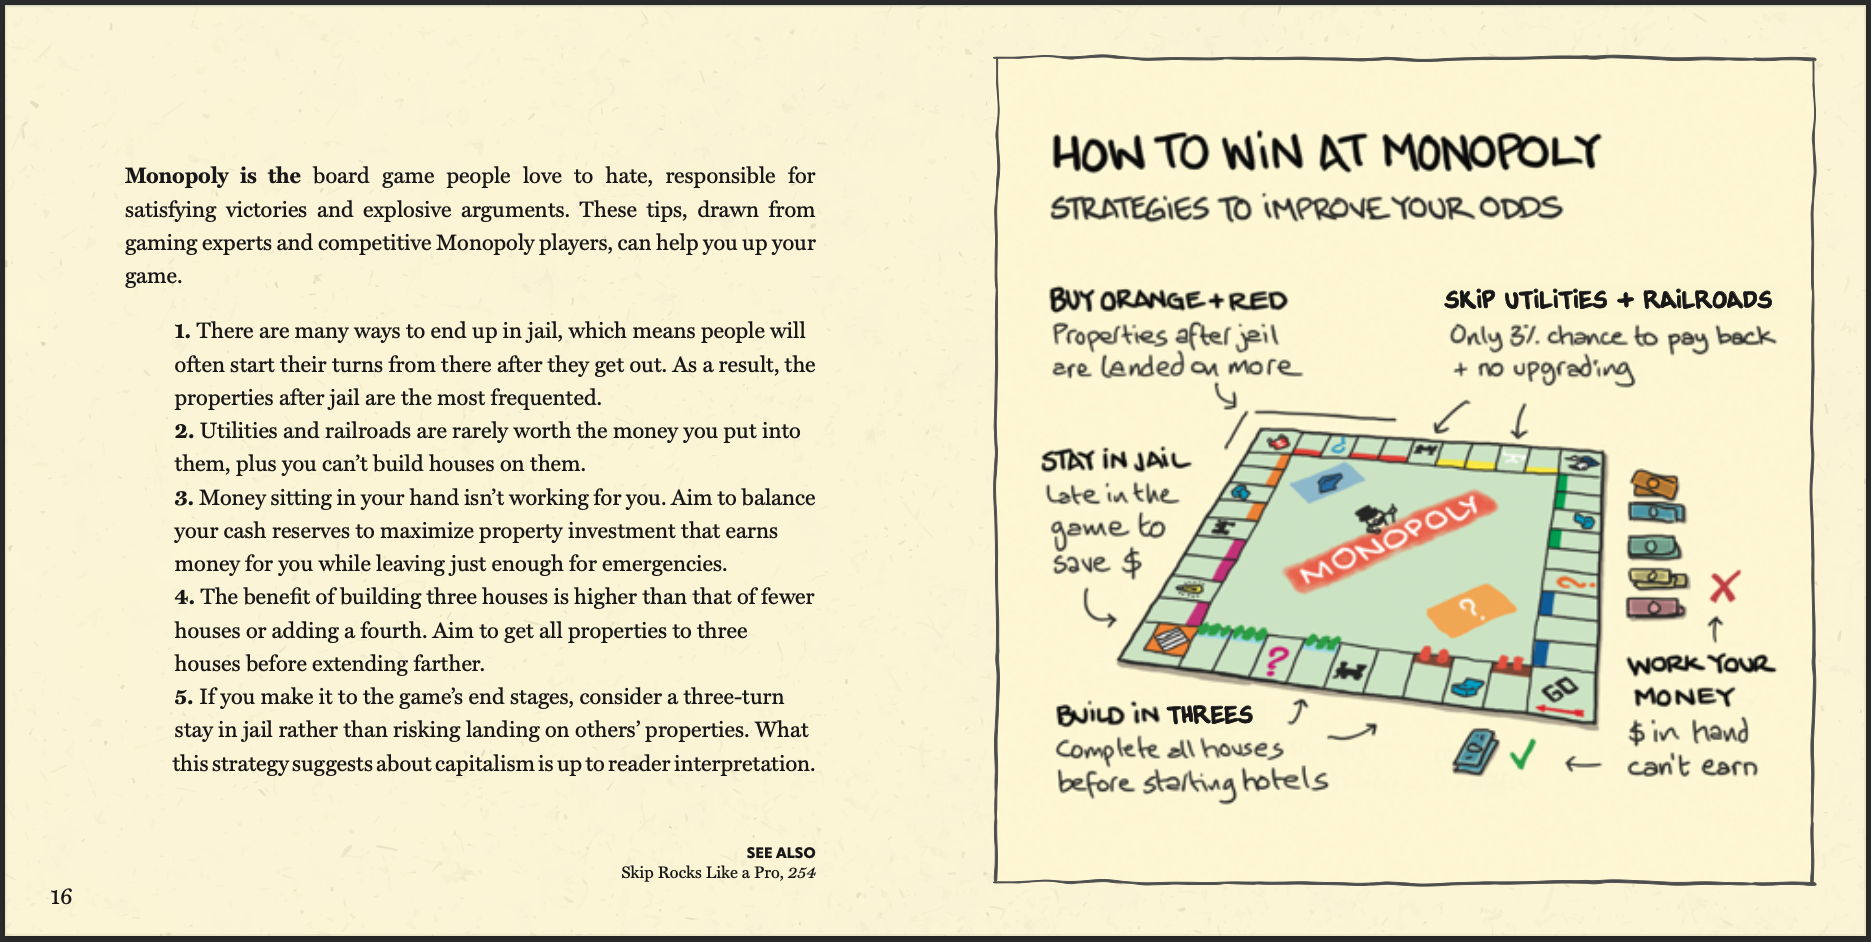 Monopoly is the board game people love to hate, responsible for
satisfying victories and explosive arguments. These tips, drawn from
gaming experts and competitive Monopoly players, can help you up your
game.
1. There are many ways to end up in jail, which means people will
often start their turns from there after they get out. As a result, the
properties after jail are the most frequented.
2. Utilities and railroads are rarely worth the money you put into
them, plus you can’t build houses on them.
3. Money sitting in your hand isn’t working for you. Aim to balance
your cash reserves to maximize property investment that earns
money for you while leaving just enough for emergencies.
4. The benefit of building three houses is higher than that of fewer
houses or adding a fourth. Aim to get all properties to three
houses before extending farther.
5. If you make it to the game’s end stages, consider a three-turn
stay in jail rather than risking landing on others’ properties. What
this strategy suggests about capitalism is up to reader interpretation.
SEE ALSO
Skip Rocks Like a Pro, 254
16
HOW TO WIN AT MONOPOLY
STRATEGIES TO IMPROVE YOUR ODDS
BUY ORANGE + RED
Properties after jail
are landed on more
SKIP UTILITIES + RAILROADS
Only 3% chance to pay back
+ no upgrading
STAY IN JAIL
Late in the
game to
save $
MONOPOLY
?
?
?
GO
BUILD IN THREES
Complete all houses
before starting hotels
WORK YOUR
MONEY
$ in hand
can't earn